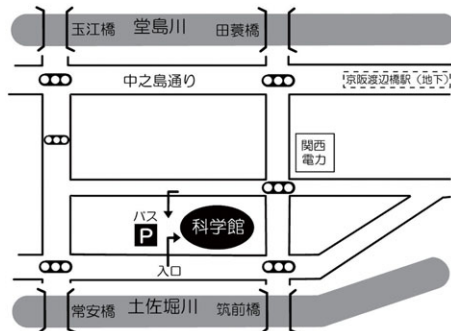 玉江橋 堂島川 田蓑橋
中之島通り
京阪渡辺橋駅（地下）
関西
電力
バス
P
科学館
入口
常安橋 土佐堀川 筑前橋